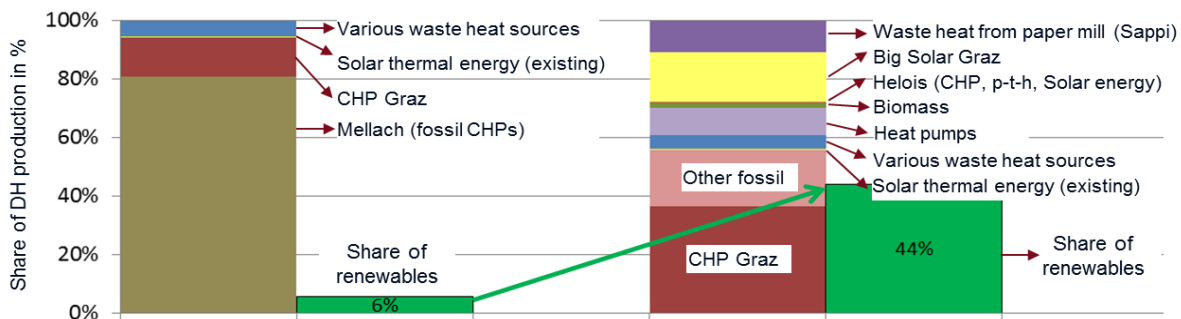 Share of DH production in %
100%
80%
60%
40%
20%
0%
Various waste heat sources
Solar thermal energy (existing)
CHP Graz
Mellach (fossil CHPs)
Share of
renewables
6%
Other fossil
CHP Graz
Waste heat from paper mill (Sappi)
Big Solar Graz
Helois (CHP, p-t-h, Solar energy)
Biomass
Heat pumps
Various waste heat sources
Solar thermal energy (existing)
44%
Share of
renewables